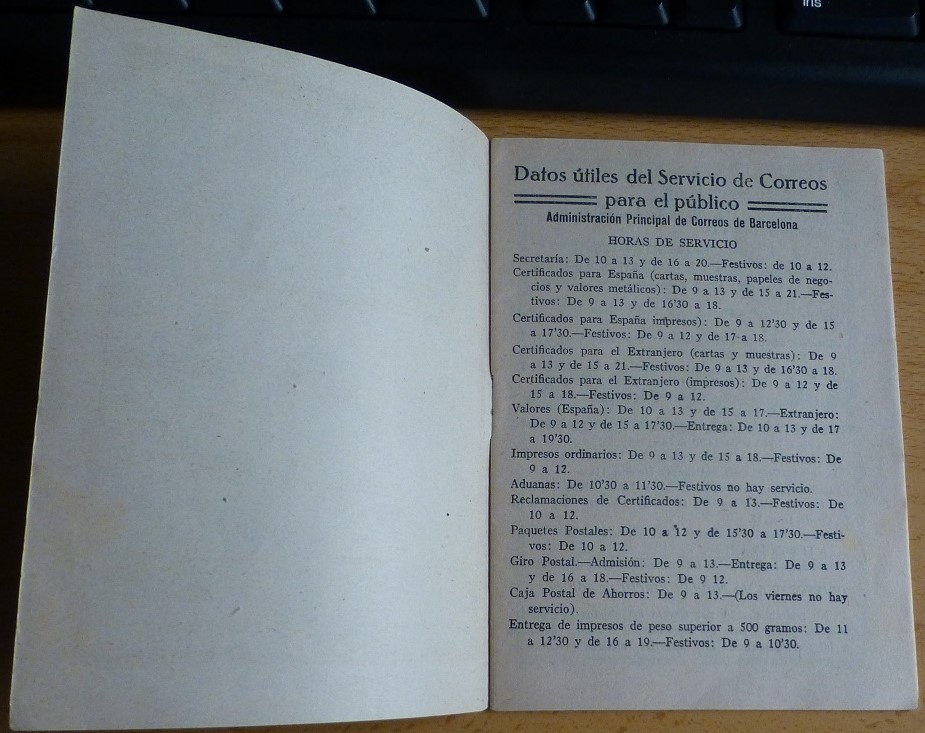 Ins
Datos útiles del Servicio de Correos
para el público
Administración Principal de Correos de Barcelona
HORAS DE SERVICIO
Secretaría: De 10 a 13 y de 16 a 20.—Festivos: de 10 a 12.
Certificados para España (cartas, muestras, papeles de nego-
cios y valores metálicos): De 9 a 13 y de 15 a 21.—Fes-
tivos: De 9 a 13 y de 16'30 a 18.
Certificados para España impresos): De 9 a 12'30 y de 15
a 17'30.—Festivos: De 9 a 12 y de 17 a 18.
Certificados para el Extranjero (cartas y muestras): De 9
a 13 y de 15 a 21.—Festivos: De 9 a 13 y de 16'30 a 18.
Certificados para el Extranjero (impresos): De 9 a 12 y de
15 a 18.—Festivos: De 9 a 12.
Valores (España): De 10 a 13 y de 15 a 17.—Extranjero:
De 9 a 12 y de 15 a 17'30.—Entrega: De 10 a 13 y de 17
a 19'30.
Impresos ordinarios: De 9 a 13 y de 15 a 18.—Festivos: De
9 a 12.
Aduanas: De 10'30 a 11'30.—Festivos no hay servicio.
Reclamaciones de Certificados: De 9 a 13.—Festivos: De
10 a 12.
Paquetes Postales: De 10 a 12 y de 15'30 a 17'30.—Festi-
vos: De 10 a 12.
Giro Postal.—Admisión: De 9 a 13.—Entrega: De 9 a 13
y de 16 a 18.—Festivos: De 9 12.
Caja Postal de Ahorros: De 9 a 13.—(Los viernes no hay
servicio).
Entrega de impresos de peso superior a 500 gramos: De 11
a 12'30 y de 16 a 19.—Festivos: De 9 a 10'30.